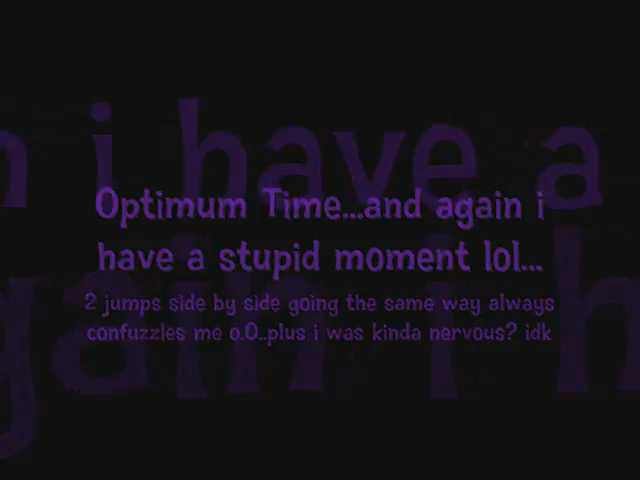 Optimum Time...and again i
have a stupid moment lol...
2 jumps side by side going the same way always
confuzzles me o.O..plus i was kinda nervous? idk